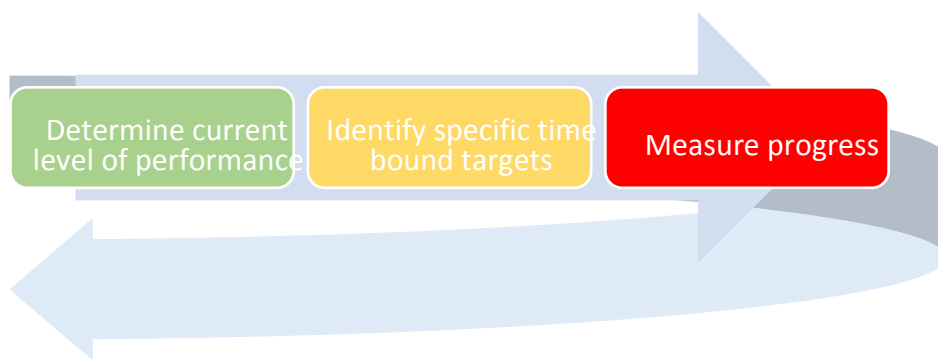 Determine current
level of performance
Identify specific time-
bound targets
Measure progress